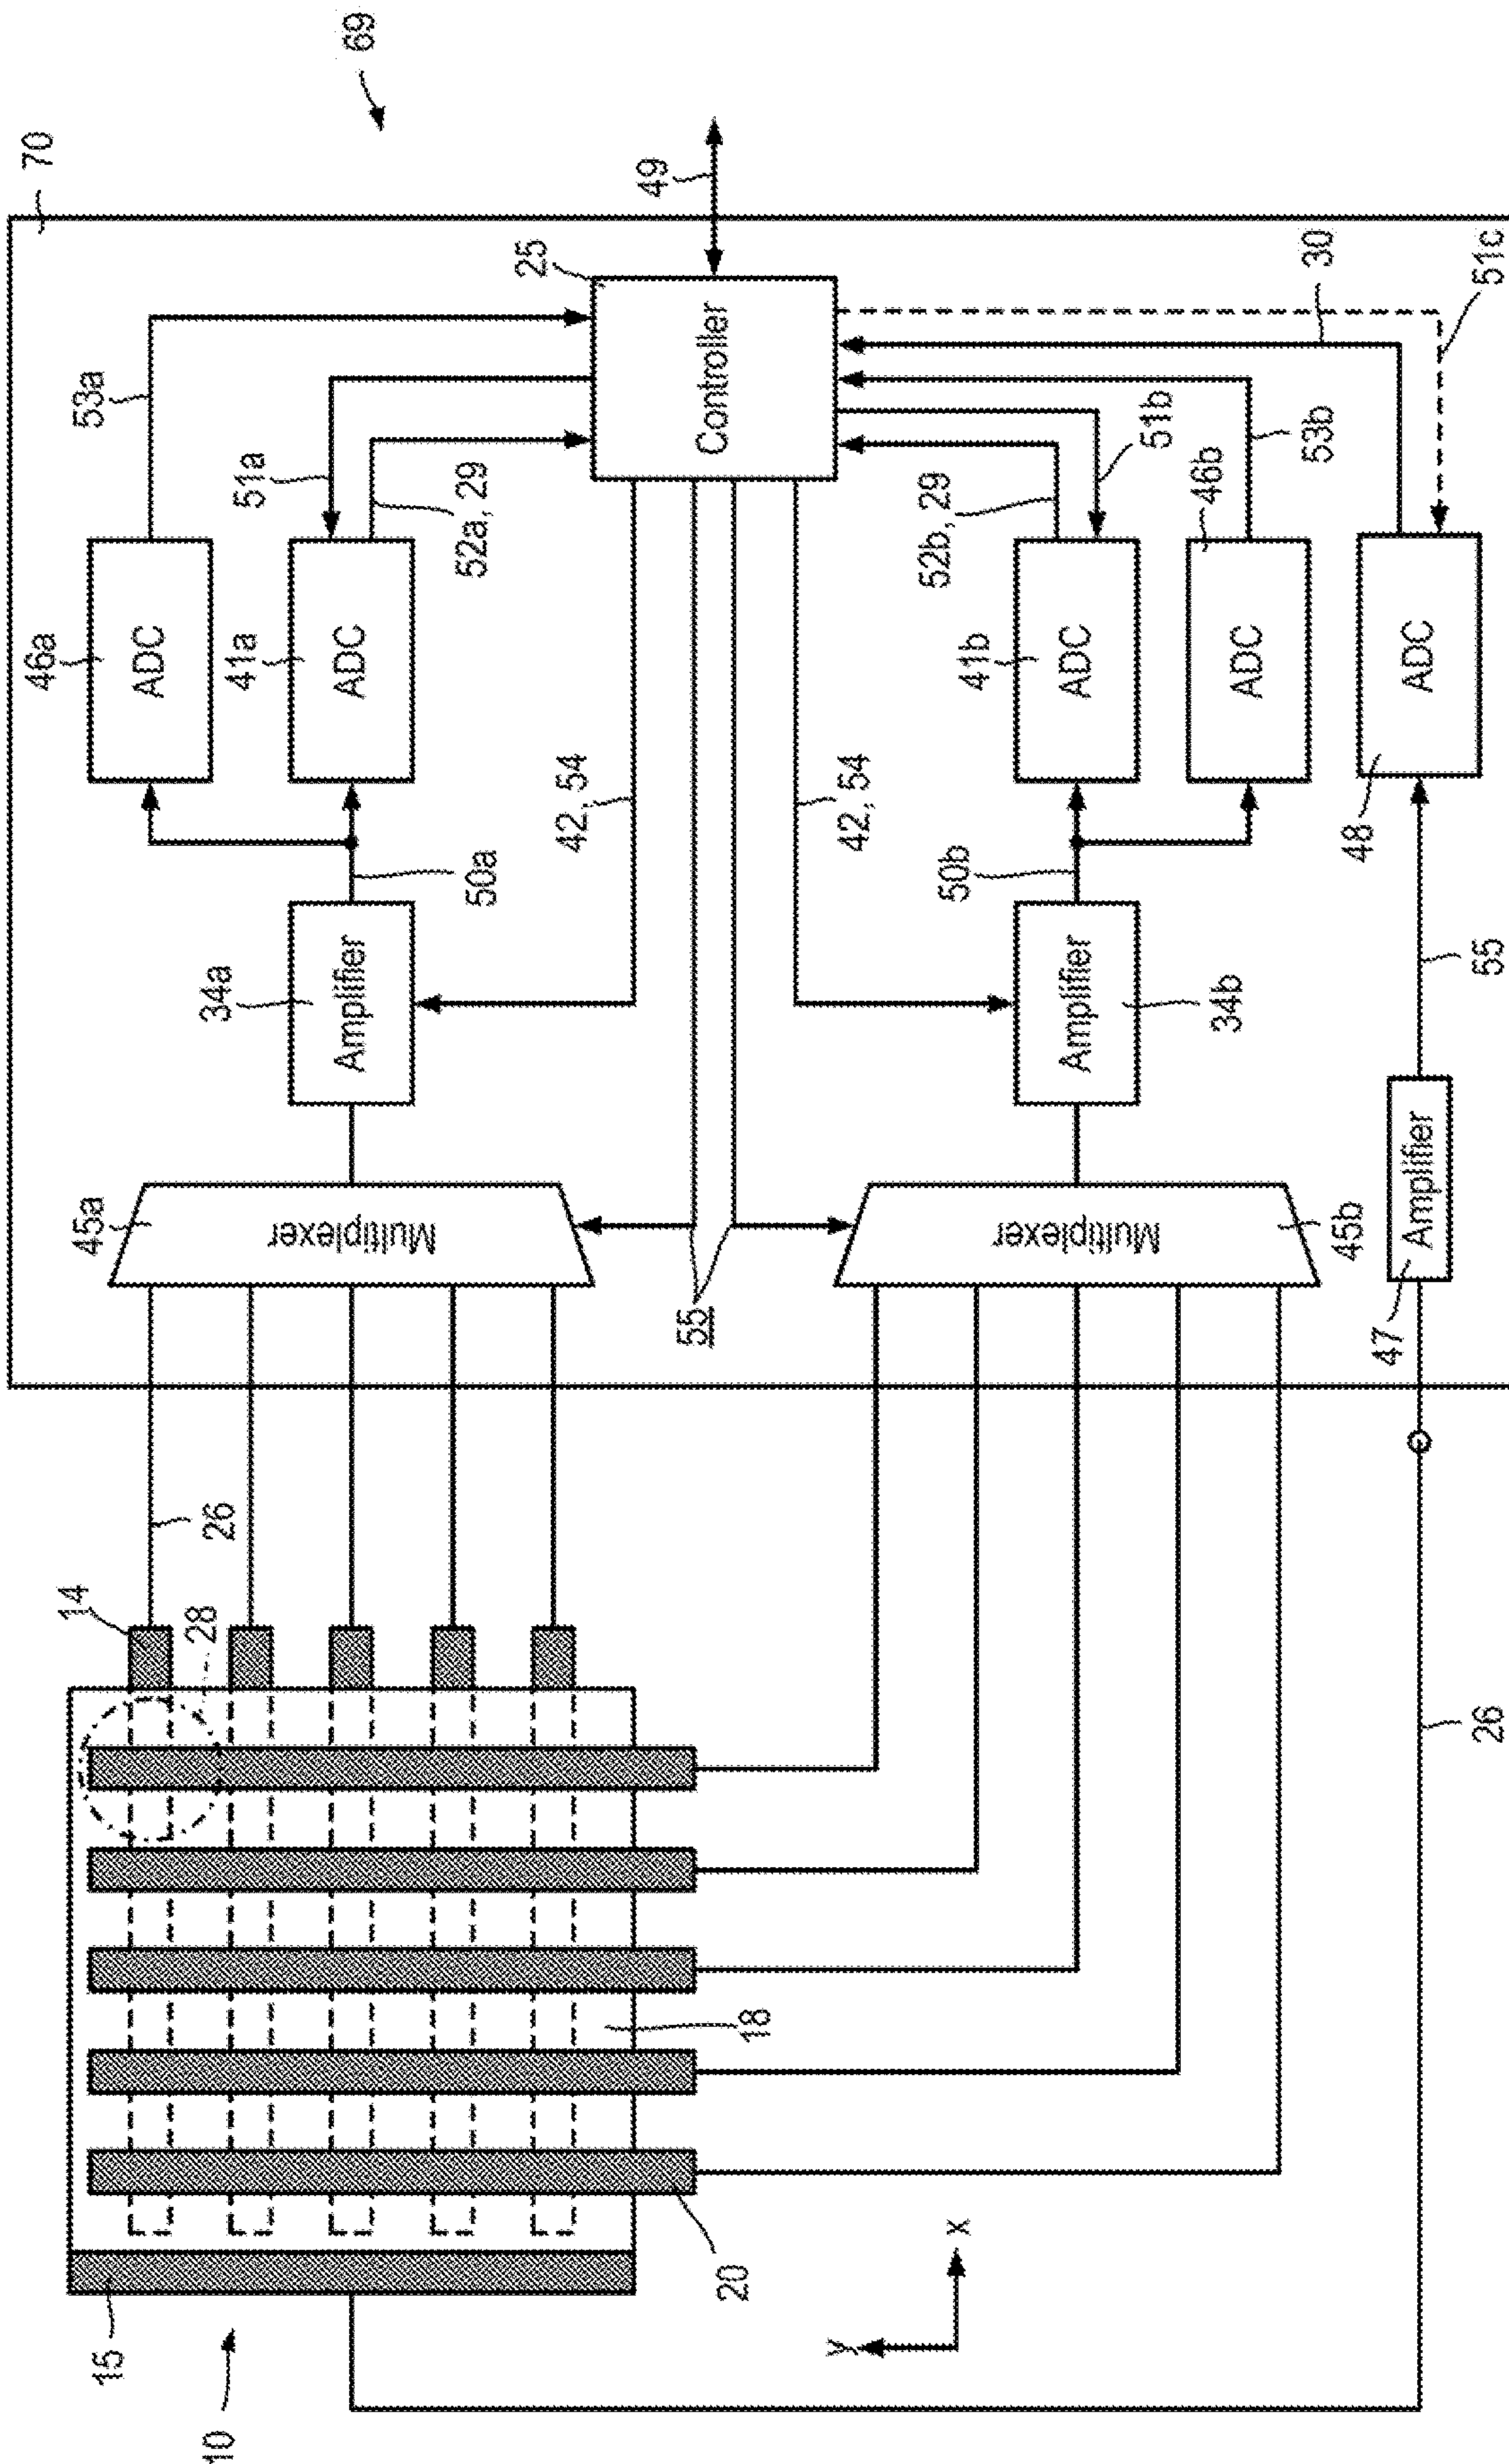 69
70
49
25
30
51c
53a
51a
52a, 29
Controller
52b, 29
51b
53b
46a
ADC
41a
ADC
41b
ADC
46b
ADC
48
ADC
42, 54
42, 54
50a
50b
55
34a
Amplifier
Amplifier
34b
45a
Multiplexer
Multiplexer
45b
55
47
Amplifier
26
14
28
26
18
20
15
10
y
x